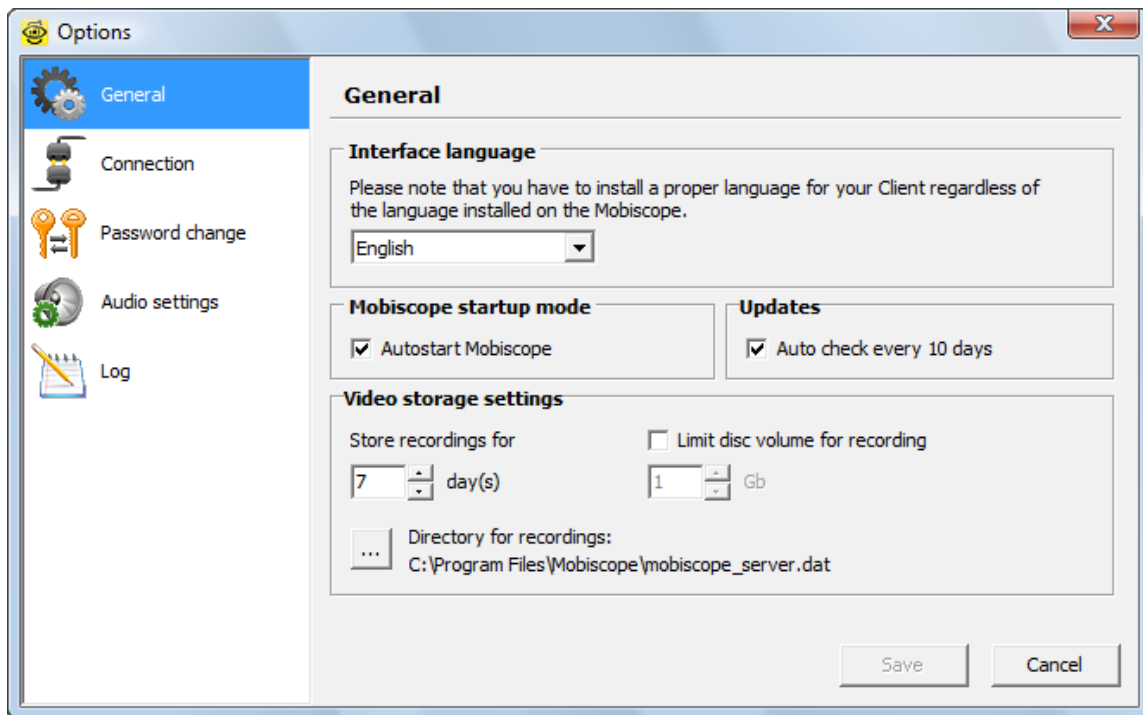 Options
X
General
Connection
Password change
Audio settings
Log
General
Interface language
Please note that you have to install a proper language for your Client regardless of
the language installed on the Mobiscope.
English
Mobiscope startup mode
Autostart Mobiscope
Updates
Auto check every 10 days
Video storage settings
Store recordings for
7 day(s)
Limit disc volume for recording
1 Gb
... Directory for recordings:
C:\Program Files\Mobiscope\mobiscope_server.dat
Save
Cancel